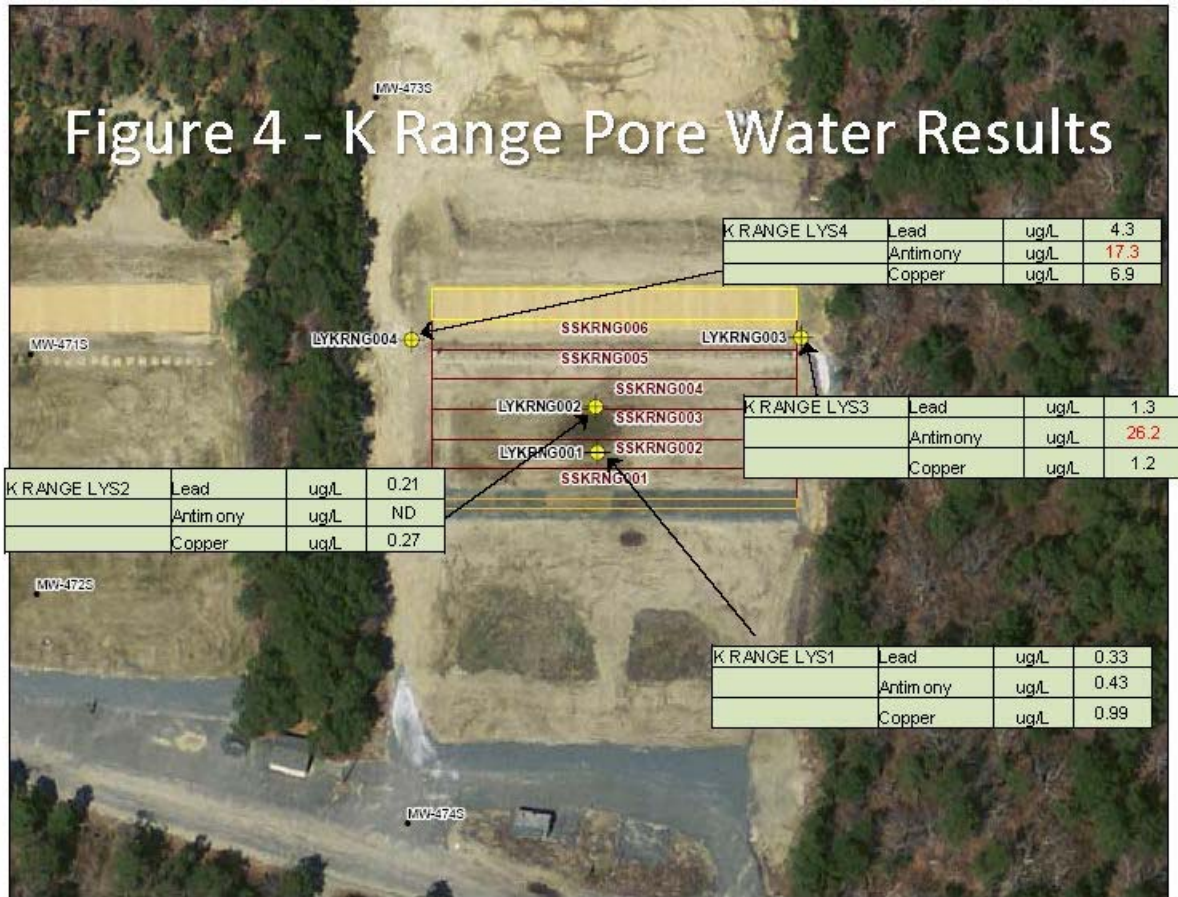 MW-473S
Figure 4 - K Range Pore Water Results
K RANGE LYS4 Lead ug/L 4.3
Antimony ug/L 17.3
Copper ug/L 6.9
SSKRNG006
LYKRNG004
LYKRNG003
MW-471S
SSKRNG005
SSKRNG004
LYKRNG002
SSKRNG003
K RANGE LYS3 Lead ug/L 1.3
Antimony ug/L 26.2
Copper ug/L 1.2
LYKRNG001
SSKRNG002
SSKRNG001
K RANGE LYS2 Lead ug/L 0.21
Antimony ug/L ND
Copper ug/L 0.27
MW-472S
K RANGE LYS1 Lead ug/L 0.33
Antimony ug/L 0.43
Copper ug/L 0.99
MW-474S